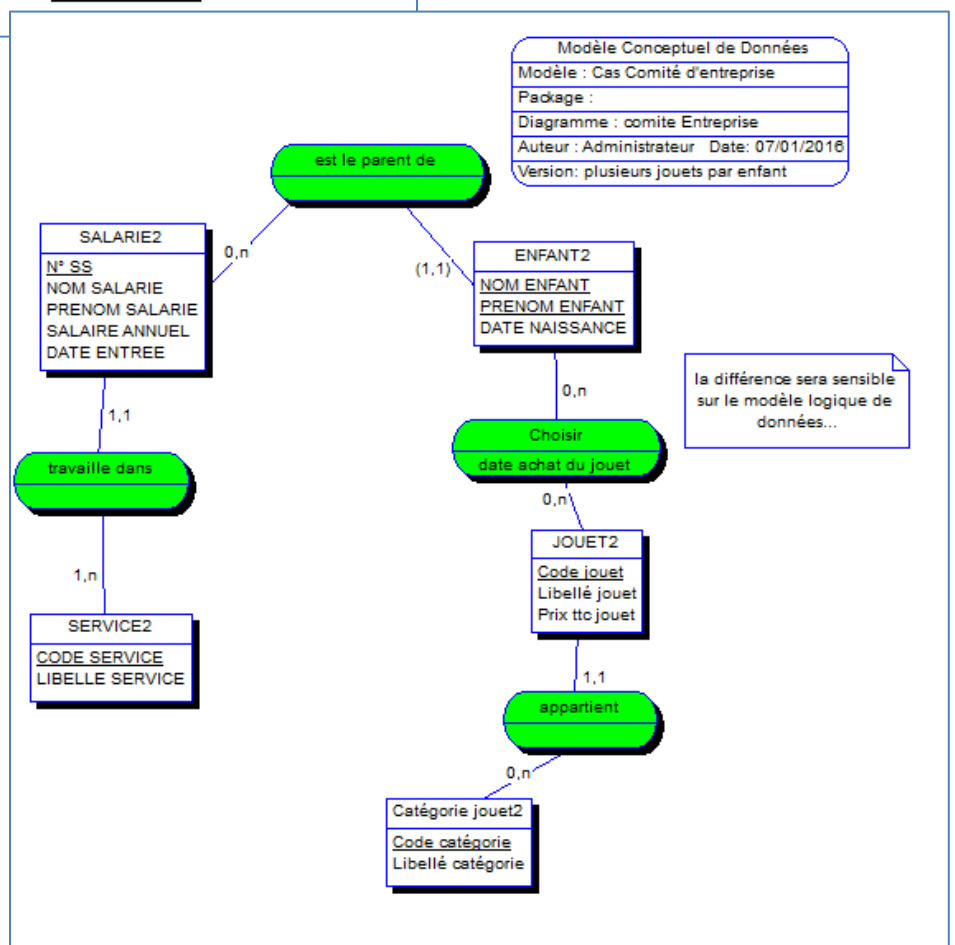 Modèle Conceptuel de Données
Modèle : Cas Comité d'entreprise
Package :
Diagramme : comite Entreprise
Auteur : Administrateur Date: 07/01/2016
Version: plusieurs jouets par enfant
est le parent de
0,n
(1,1)
SALARIE2
N° SS
NOM SALARIE
PRENOM SALARIE
SALAIRE ANNUEL
DATE ENTREE
ENFANT2
NOM ENFANT
PRENOM ENFANT
DATE NAISSANCE
la différence sera sensible
sur le modèle logique de
données...
1,1
0,n
travaille dans
Choisir
date achat du jouet
0,n
1,n
JOUET2
Code jouet
Libellé jouet
Prix ttc jouet
SERVICE2
CODE SERVICE
LIBELLE SERVICE
1,1
appartient
0,n
Catégorie jouet2
Code catégorie
Libellé catégorie